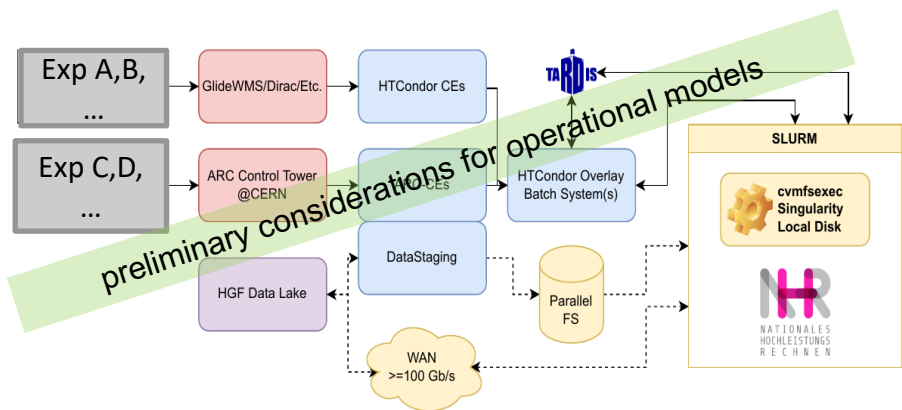 Exp A,B,
...
GlideWMS/Dirac/Etc.
HTCondor CEs
TARDIS
SLURM
cvmfsexec
Singularity
Local Disk
Exp C,D,
...
ARC Control Tower
@CERN
HTCondor Overlay
Batch System(s)
preliminary considerations for operational models
HGF Data Lake
DataStaging
Parallel
FS
WAN
>=100 Gb/s
NHR
NATIONALES
HOCHLEISTUNGS
RECHNEN